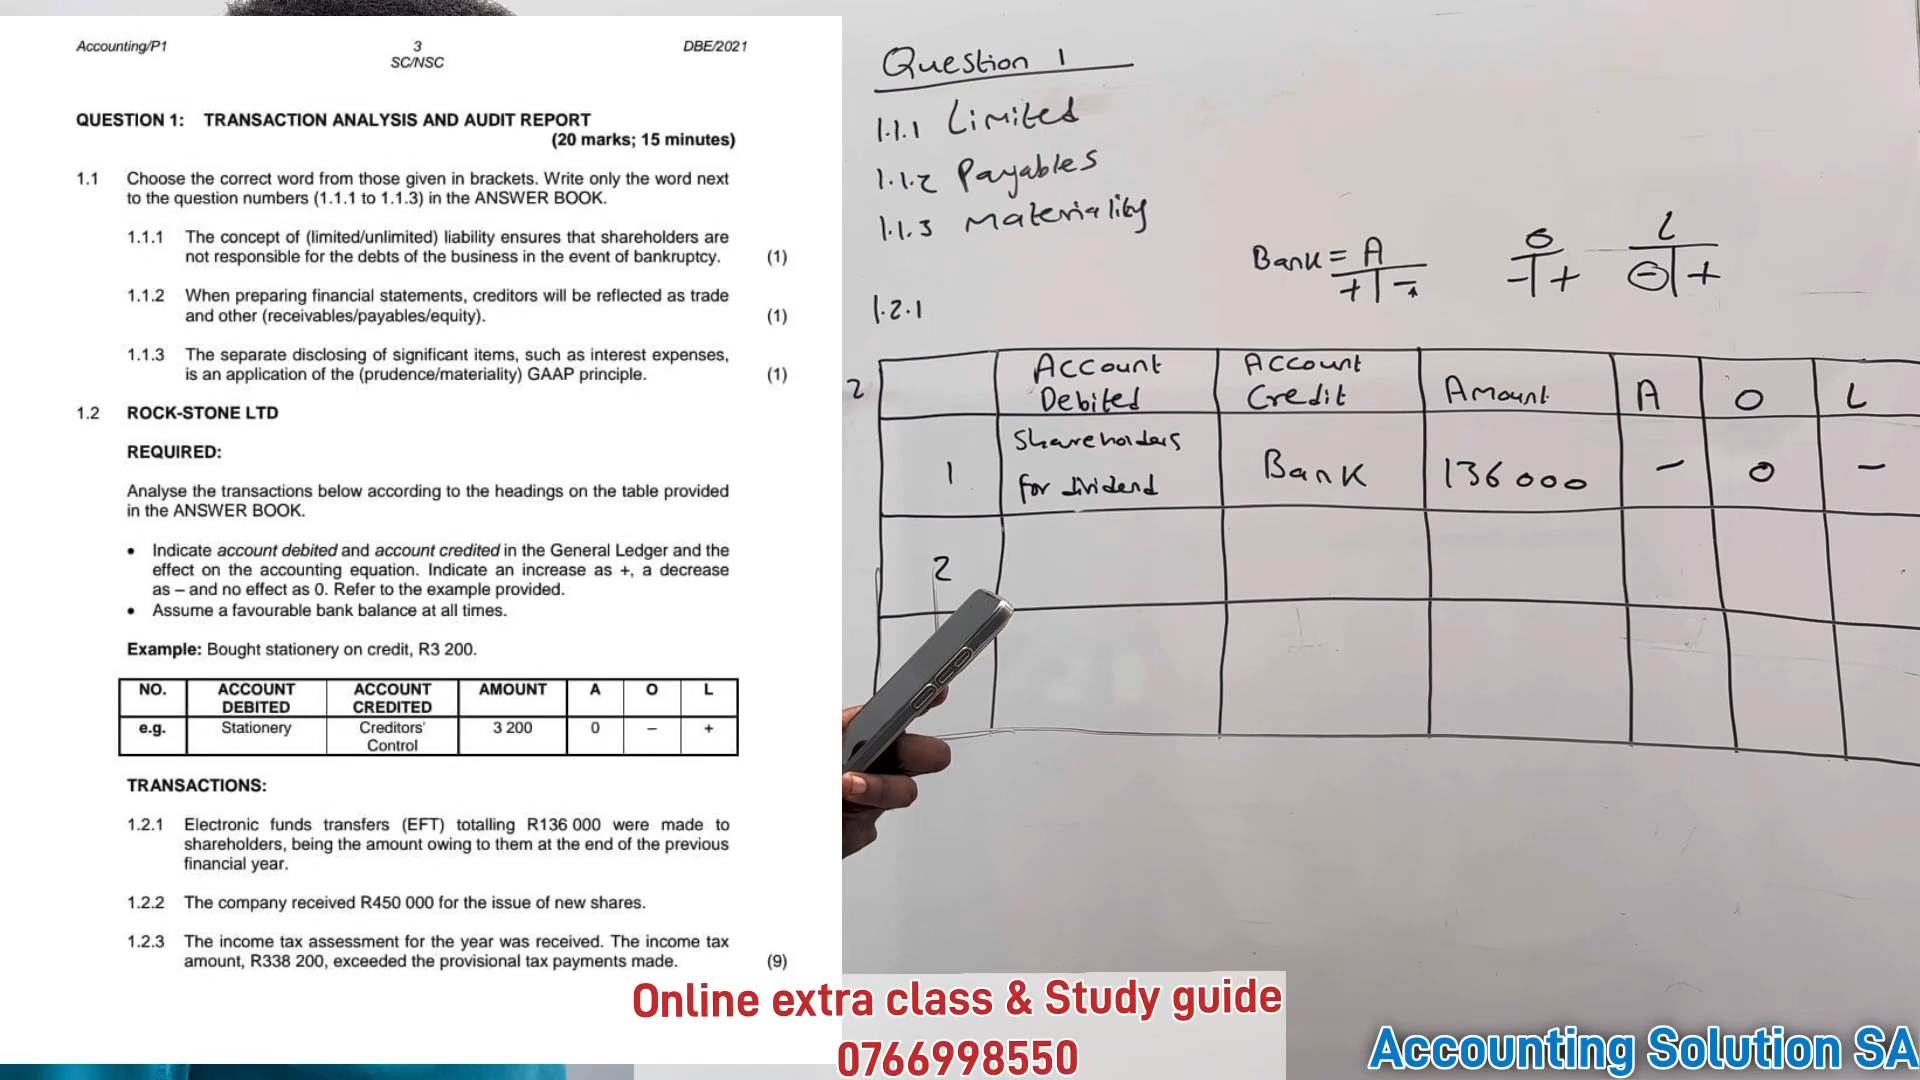 Accounting/P1
3
SC/NSC
DBE/2021
QUESTION 1: TRANSACTION ANALYSIS AND AUDIT REPORT
(20 marks; 15 minutes)
1.1 Choose the correct word from those given in brackets. Write only the word next
to the question numbers (1.1.1 to 1.1.3) in the ANSWER BOOK.
1.1.1 The concept of (limited/unlimited) liability ensures that shareholders are
not responsible for the debts of the business in the event of bankruptcy. (1)
1.1.2 When preparing financial statements, creditors will be reflected as trade
and other (receivables/payables/equity). (1)
1.1.3 The separate disclosing of significant items, such as interest expenses,
is an application of the (prudence/materiality) GAAP principle. (1)
1.2 ROCK-STONE LTD
REQUIRED:
Analyse the transactions below according to the headings on the table provided
in the ANSWER BOOK.
• Indicate account debited and account credited in the General Ledger and the
effect on the accounting equation. Indicate an increase as +, a decrease
as – and no effect as 0. Refer to the example provided.
• Assume a favourable bank balance at all times.
Example: Bought stationery on credit, R3 200.
NO. ACCOUNT DEBITED ACCOUNT CREDITED AMOUNT A O L
e.g. Stationery Creditors' Control 3 200 0 – +
TRANSACTIONS:
1.2.1 Electronic funds transfers (EFT) totalling R136 000 were made to
shareholders, being the amount owing to them at the end of the previous
financial year.
1.2.2 The company received R450 000 for the issue of new shares.
1.2.3 The income tax assessment for the year was received. The income tax
amount, R338 200, exceeded the provisional tax payments made. (9)
Question 1
1.1.1 Limited
1.1.2 Payables
1.1.3 Materiality
Bank = A O L
+ - - + - +
1.2.1
2
Account Debited Account Credit Amount A O L
1 Shareholders for dividend Bank 136 000 - 0 -
2
Online extra class & Study guide
0766998550
Accounting Solution SA